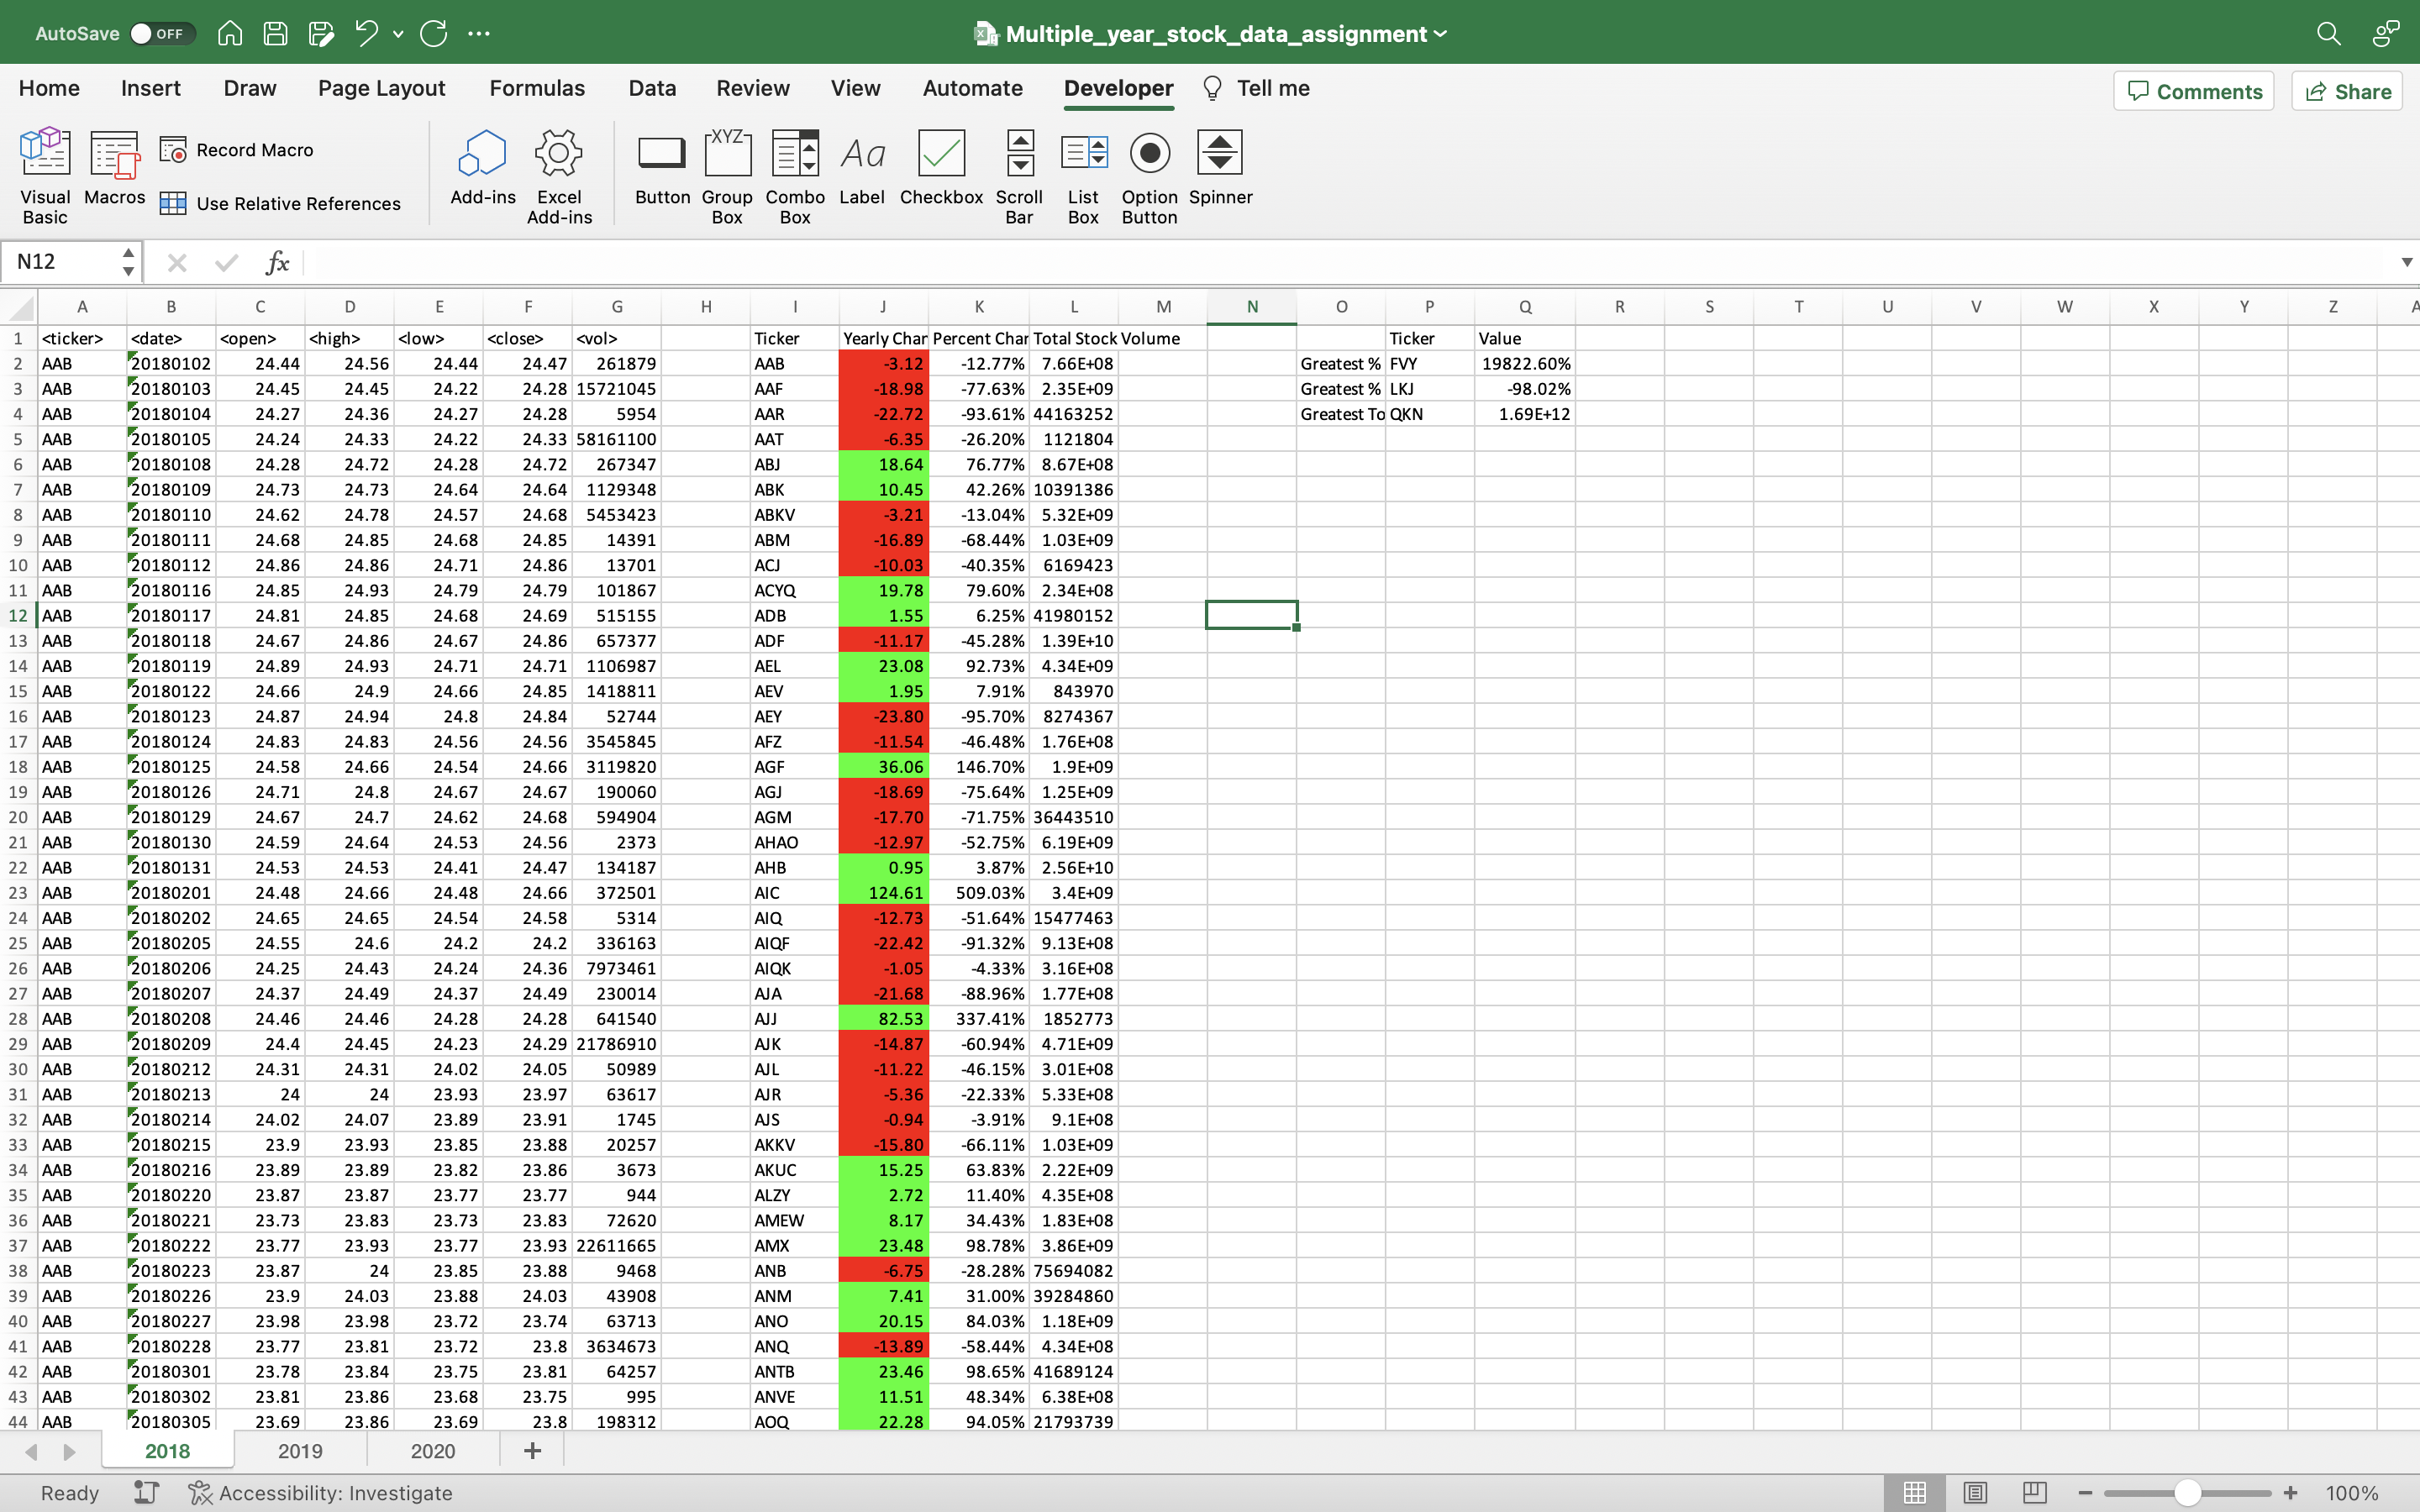 AutoSave OFF Multiple_year_stock_data_assignment
Home Insert Draw Page Layout Formulas Data Review View Automate Developer Tell me Comments Share
Visual Basic Macros Record Macro Use Relative References Add-ins Excel Add-ins Button Group Box XYZ Combo Box Aa Label Checkbox Scroll Bar List Box Option Button Spinner
N12 fx
A B C D E F G H I J K L M N O P Q R S T U V W X Y Z
1 <ticker> <date> <open> <high> <low> <close> <vol> Ticker Yearly Char Percent Char Total Stock Volume Ticker Value
2 AAB 20180102 24.44 24.56 24.44 24.47 261879 AAB -3.12 -12.77% 7.66E+08 Greatest % FVY 19822.60%
3 AAB 20180103 24.45 24.45 24.22 24.28 15721045 AAF -18.98 -77.63% 2.35E+09 Greatest % LKJ -98.02%
4 AAB 20180104 24.27 24.36 24.27 24.28 5954 AAR -22.72 -93.61% 44163252 Greatest To QKN 1.69E+12
5 AAB 20180105 24.24 24.33 24.22 24.33 58161100 AAT -6.35 -26.20% 1121804
6 AAB 20180108 24.28 24.72 24.28 24.72 267347 ABJ 18.64 76.77% 8.67E+08
7 AAB 20180109 24.73 24.73 24.64 24.64 1129348 ABK 10.45 42.26% 10391386
8 AAB 20180110 24.62 24.78 24.57 24.68 5453423 ABKV -3.21 -13.04% 5.32E+09
9 AAB 20180111 24.68 24.85 24.68 24.85 14391 ABM -16.89 -68.44% 1.03E+09
10 AAB 20180112 24.86 24.86 24.71 24.86 13701 ACJ -10.03 -40.35% 6169423
11 AAB 20180116 24.85 24.93 24.79 24.79 101867 ACYQ 19.78 79.60% 2.34E+08
12 AAB 20180117 24.81 24.85 24.68 24.69 515155 ADB 1.55 6.25% 41980152
13 AAB 20180118 24.67 24.86 24.67 24.86 657377 ADF -11.17 -45.28% 1.39E+10
14 AAB 20180119 24.89 24.93 24.71 24.71 1106987 AEL 23.08 92.73% 4.34E+09
15 AAB 20180122 24.66 24.9 24.66 24.85 1418811 AEV 1.95 7.91% 843970
16 AAB 20180123 24.87 24.94 24.8 24.84 52744 AEY -23.80 -95.70% 8274367
17 AAB 20180124 24.83 24.83 24.56 24.56 3545845 AFZ -11.54 -46.48% 1.76E+08
18 AAB 20180125 24.58 24.66 24.54 24.66 3119820 AGF 36.06 146.70% 1.9E+09
19 AAB 20180126 24.71 24.8 24.67 24.67 190060 AGJ -18.69 -75.64% 1.25E+09
20 AAB 20180129 24.67 24.7 24.62 24.68 594904 AGM -17.70 -71.75% 36443510
21 AAB 20180130 24.59 24.64 24.53 24.56 2373 AHAO -12.97 -52.75% 6.19E+09
22 AAB 20180131 24.53 24.53 24.41 24.47 134187 AHB 0.95 3.87% 2.56E+10
23 AAB 20180201 24.48 24.66 24.48 24.66 372501 AIC 124.61 509.03% 3.4E+09
24 AAB 20180202 24.65 24.65 24.54 24.58 5314 AIQ -12.73 -51.64% 15477463
25 AAB 20180205 24.55 24.6 24.2 24.2 336163 AIQF -22.42 -91.32% 9.13E+08
26 AAB 20180206 24.25 24.43 24.24 24.36 7973461 AIQK -1.05 -4.33% 3.16E+08
27 AAB 20180207 24.37 24.49 24.37 24.49 230014 AJA -21.68 -88.96% 1.77E+08
28 AAB 20180208 24.46 24.46 24.28 24.28 641540 AJJ 82.53 337.41% 1852773
29 AAB 20180209 24.4 24.45 24.23 24.29 21786910 AJK -14.87 -60.94% 4.71E+09
30 AAB 20180212 24.31 24.31 24.02 24.05 50989 AJL -11.22 -46.15% 3.01E+08
31 AAB 20180213 24 24 23.93 23.97 63617 AJR -5.36 -22.33% 5.33E+08
32 AAB 20180214 24.02 24.07 23.89 23.91 1745 AJS -0.94 -3.91% 9.1E+08
33 AAB 20180215 23.9 23.93 23.85 23.88 20257 AKKV -15.80 -66.11% 1.03E+09
34 AAB 20180216 23.89 23.89 23.82 23.86 3673 AKUC 15.25 63.83% 2.22E+09
35 AAB 20180220 23.87 23.87 23.77 23.77 944 ALZY 2.72 11.40% 4.35E+08
36 AAB 20180221 23.73 23.83 23.73 23.83 72620 AMEW 8.17 34.43% 1.83E+08
37 AAB 20180222 23.77 23.93 23.77 23.93 22611665 AMX 23.48 98.78% 3.86E+09
38 AAB 20180223 23.87 24 23.85 23.88 9468 ANB -6.75 -28.28% 75694082
39 AAB 20180226 23.9 24.03 23.88 24.03 43908 ANM 7.41 31.00% 39284860
40 AAB 20180227 23.98 23.98 23.72 23.74 63713 ANO 20.15 84.03% 1.18E+09
41 AAB 20180228 23.77 23.81 23.72 23.8 3634673 ANQ -13.89 -58.44% 4.34E+08
42 AAB 20180301 23.78 23.84 23.75 23.81 64257 ANTB 23.46 98.65% 41689124
43 AAB 20180302 23.81 23.86 23.68 23.75 995 ANVE 11.51 48.34% 6.38E+08
44 AAB 20180305 23.69 23.86 23.69 23.8 198312 AOQ 22.28 94.05% 21793739
2018 2019 2020 +
Ready Accessibility: Investigate 100%